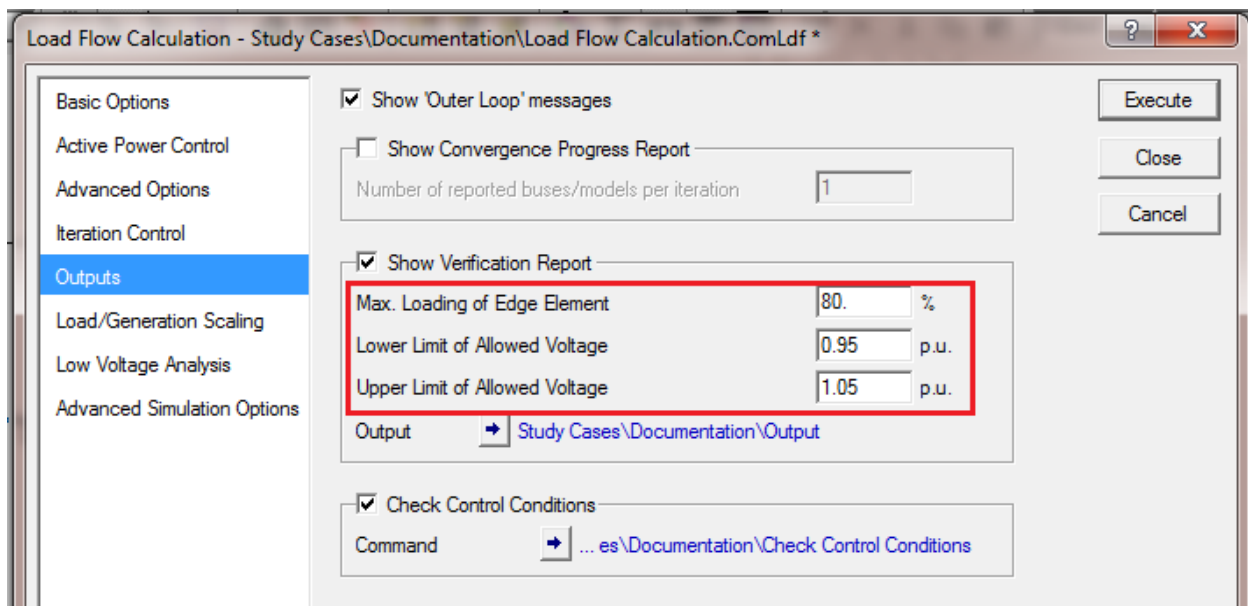 Load Flow Calculation - Study Cases\Documentation\Load Flow Calculation.ComLdf *
?
X
Basic Options
Active Power Control
Advanced Options
Iteration Control
Outputs
Load/Generation Scaling
Low Voltage Analysis
Advanced Simulation Options
Show 'Outer Loop' messages
Show Convergence Progress Report
Number of reported buses/models per iteration 1
Show Verification Report
Max. Loading of Edge Element 80. %
Lower Limit of Allowed Voltage 0.95 p.u.
Upper Limit of Allowed Voltage 1.05 p.u.
Output Study Cases\Documentation\Output
Check Control Conditions
Command ... es\Documentation\Check Control Conditions
Execute
Close
Cancel